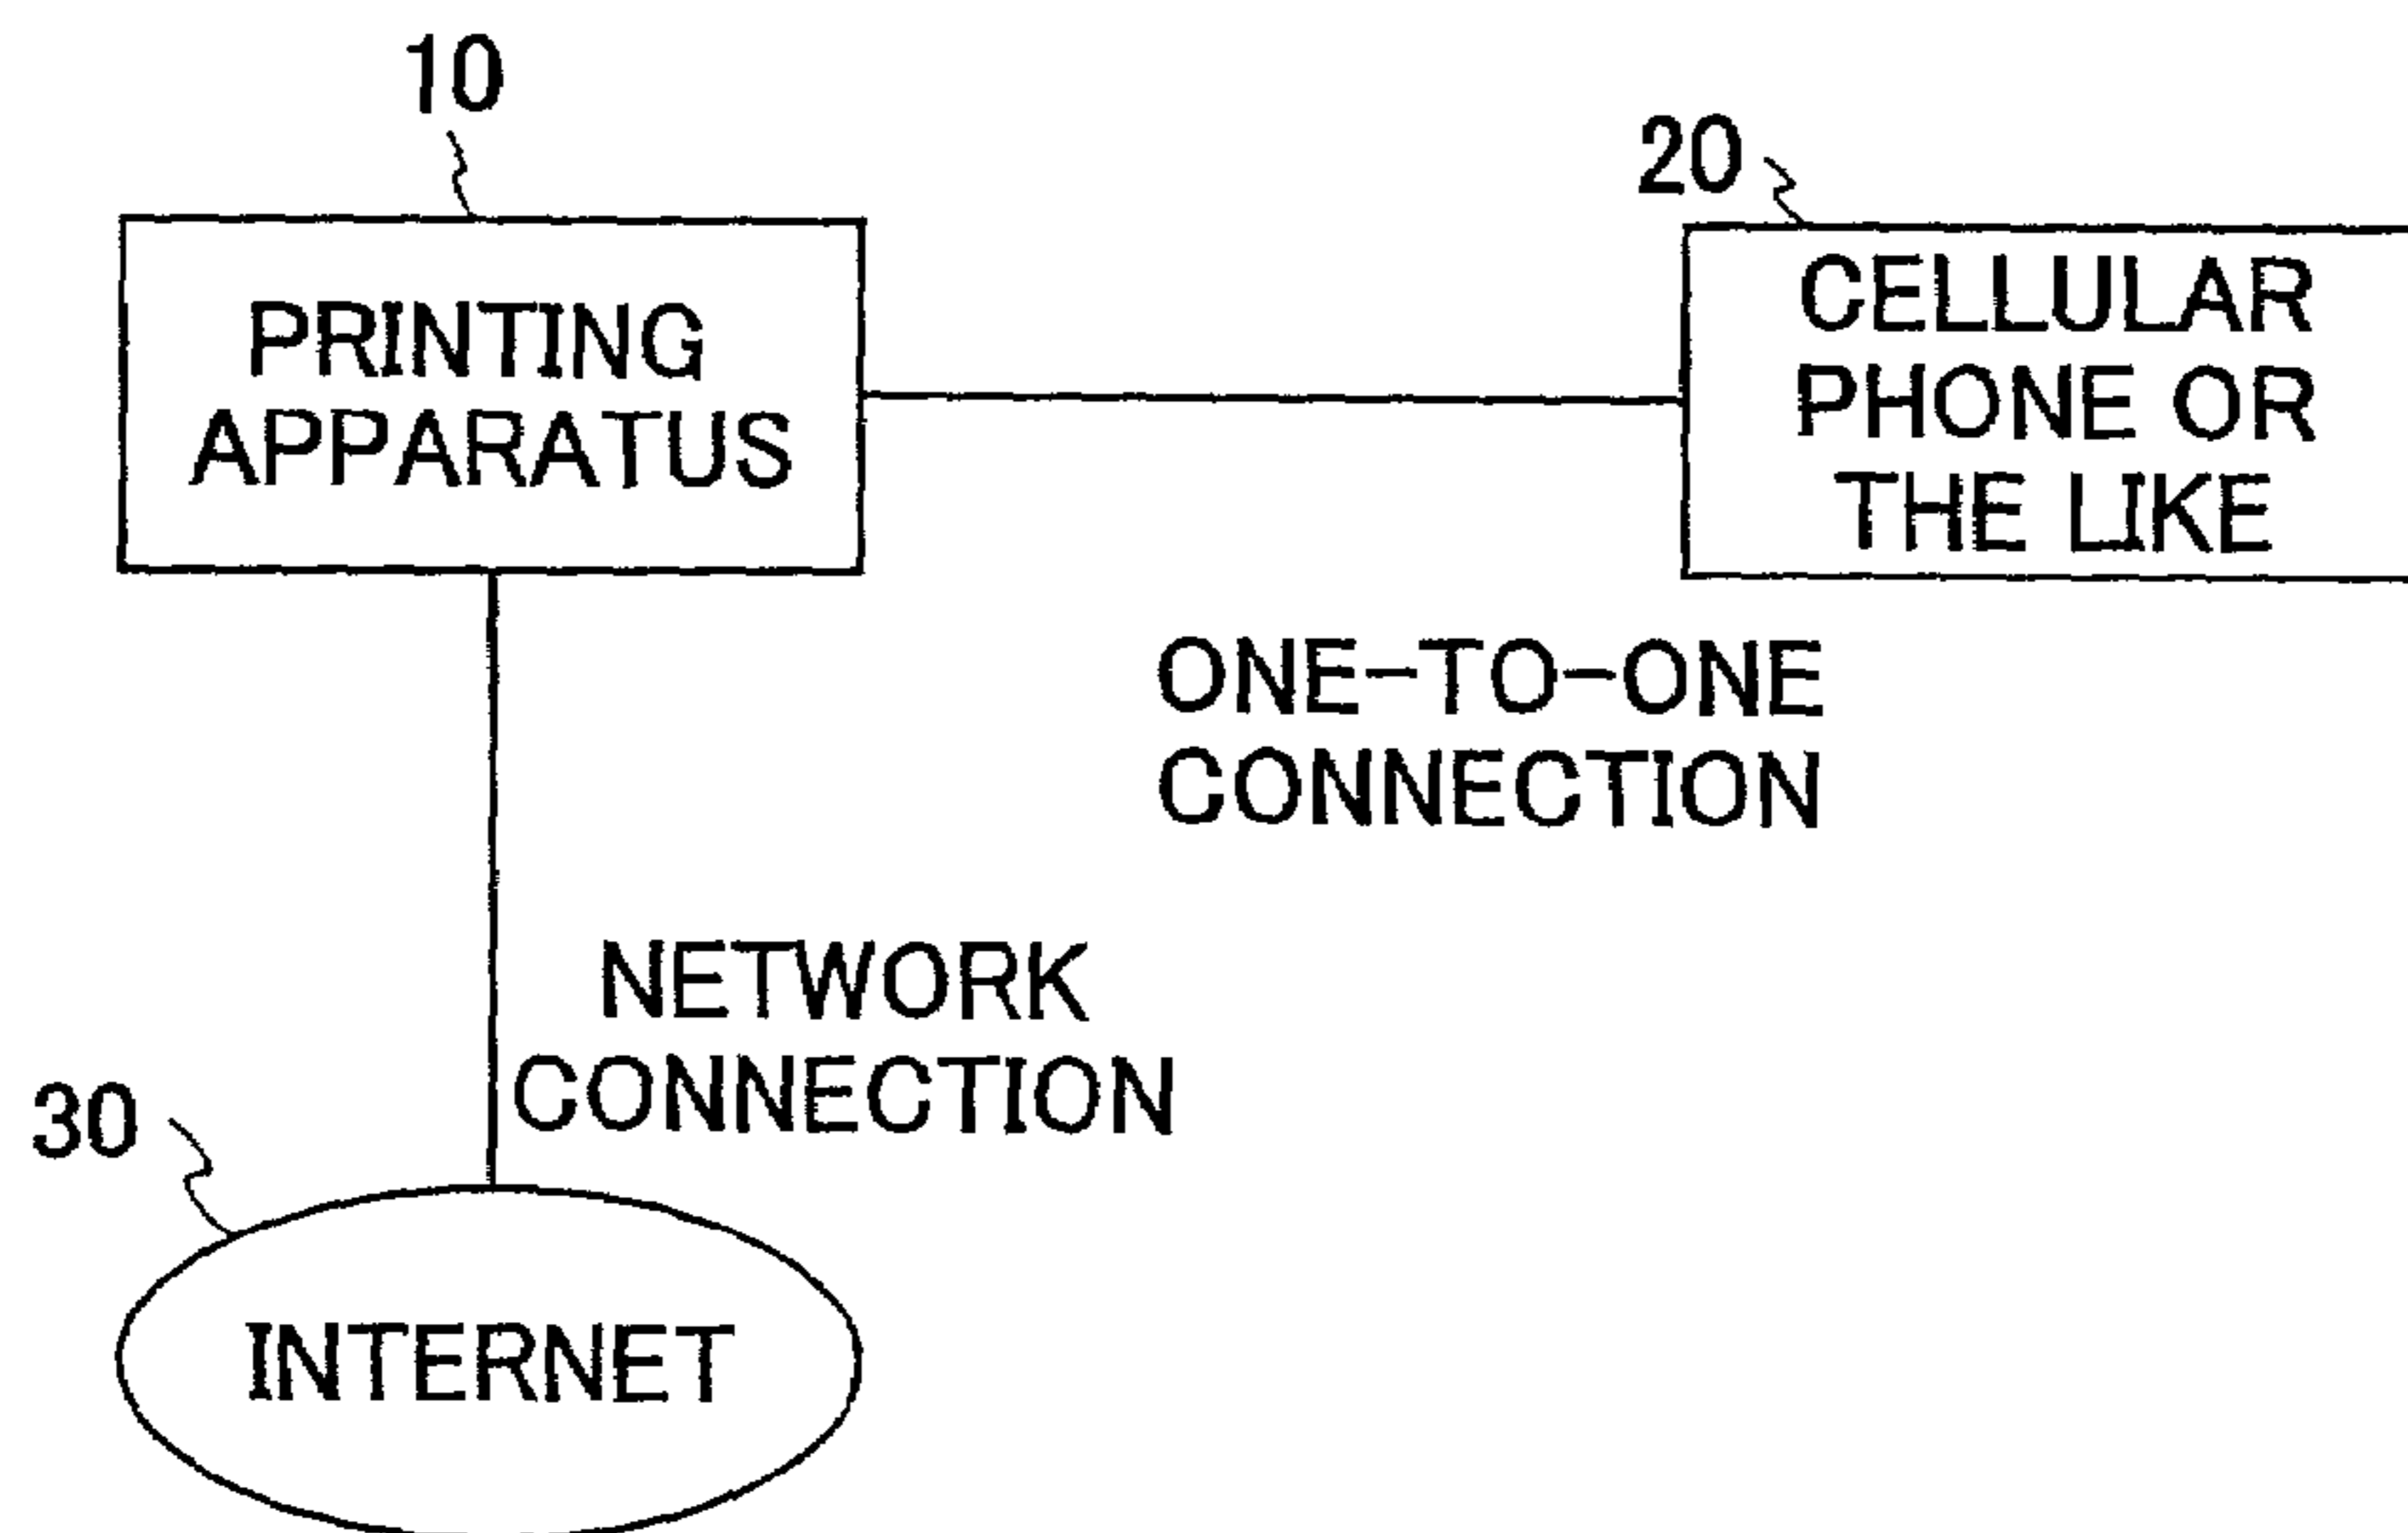 10
20
PRINTING
APPARATUS
CELLULAR
PHONE OR
THE LIKE
ONE-TO-ONE
CONNECTION
NETWORK
CONNECTION
30
INTERNET